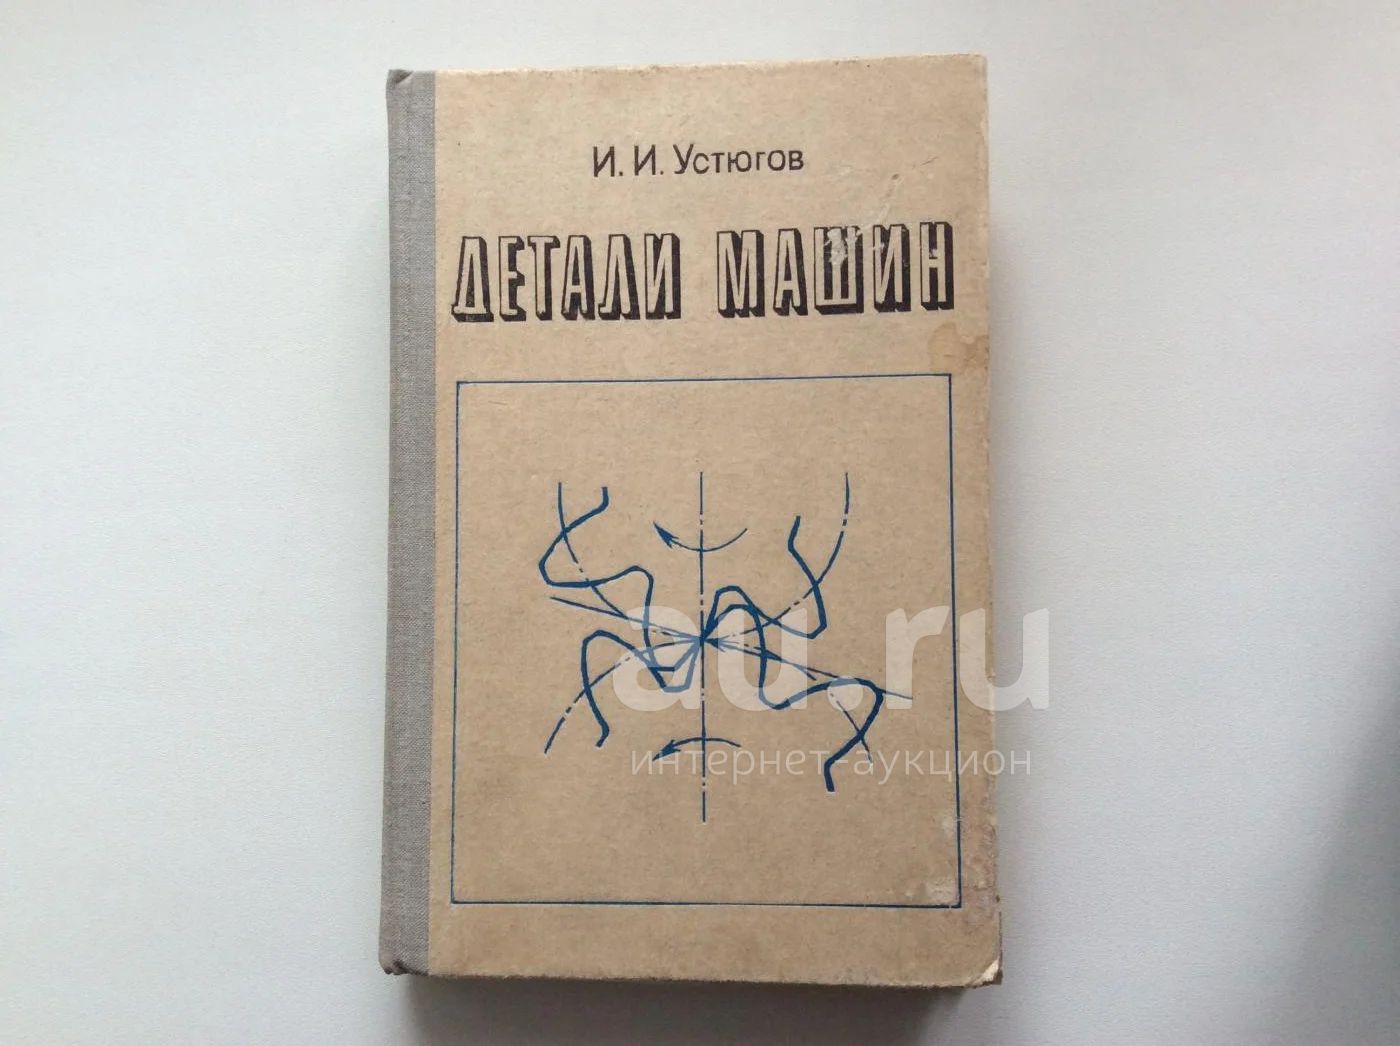 И. И. Устюгов
ДЕТАЛИ МАШИН
au.ru
интернет-аукцион